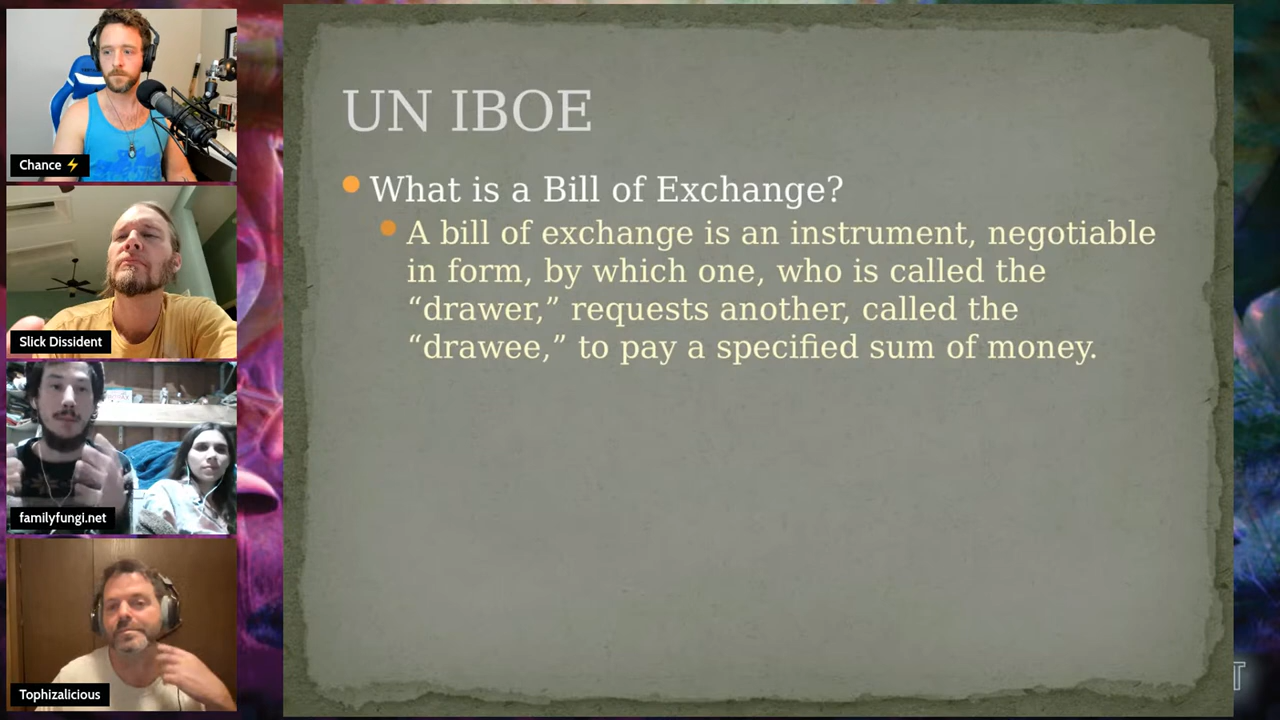 Chance ⚡
Slick Dissident
familyfungi.net
Tophizalicious
UN IBOE
What is a Bill of Exchange?
A bill of exchange is an instrument, negotiable
in form, by which one, who is called the
“drawer,” requests another, called the
“drawee,” to pay a specified sum of money.